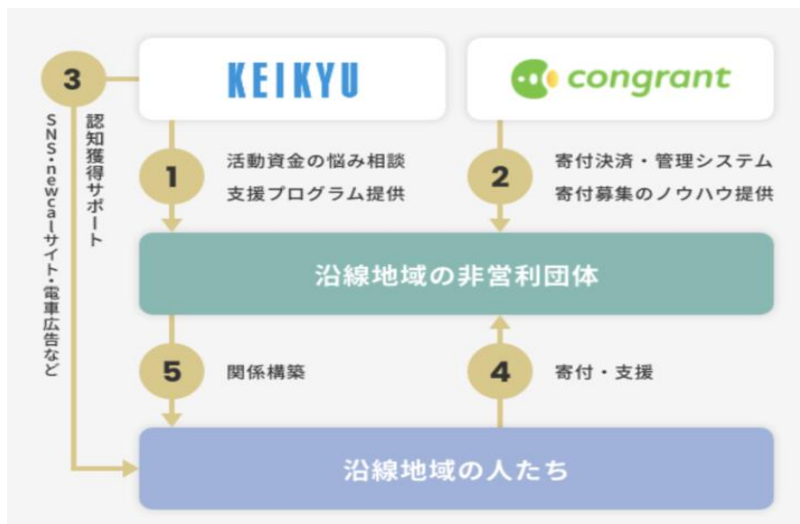 KEIKYU
congrant
3
認知獲得サポート
SNS・newcalサイト・電車広告など
1
活動資金の悩み相談
支援プログラム提供
2
寄付決済・管理システム
寄付募集のノウハウ提供
沿線地域の非営利団体
5
関係構築
4
寄付・支援
沿線地域の人たち